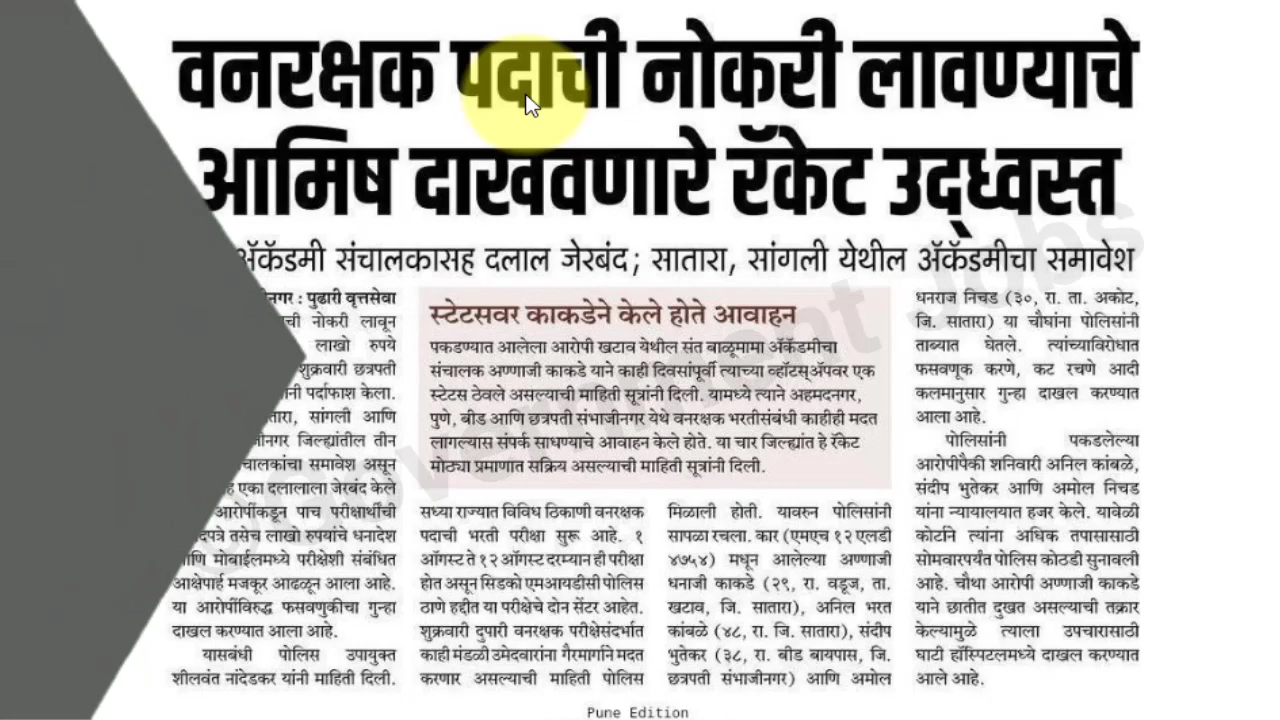 वनरक्षक पदाची नोकरी लावण्याचे
आमिष दाखवणारे रॅकेट उद्ध्वस्त
ॲकॅडमी संचालकासह दलाल जेरबंद; सातारा, सांगली येथील ॲकॅडमीचा समावेश
पुढारी वृत्तसेवा
नोकरी लावून
लाखो रुपये
शुक्रवारी छत्रपती
पर्दाफाश केला.
सांगली आणि
जिल्ह्यांतील तीन
समावेश असून
एका दलालाला जेरबंद केले
आरोपींकडून पाच परीक्षार्थींची
तसेच लाखो रुपयांचे धनादेश
मोबाईलमध्ये परीक्षेशी संबंधित
आक्षेपार्ह मजकूर आढळून आला आहे.
या आरोपींविरुद्ध फसवणुकीचा गुन्हा
दाखल करण्यात आला आहे.
यासबंधी पोलिस उपायुक्त
शीलवंत नांदेडकर यांनी माहिती दिली.
स्टेटसवर काकडेने केले होते आवाहन
पकडण्यात आलेला आरोपी खटाव येथील संत बाळूमामा ॲकॅडमीचा
संचालक अण्णाजी काकडे याने काही दिवसांपूर्वी त्याच्या व्हॉटस्ॲपवर एक
स्टेटस ठेवले असल्याची माहिती सूत्रांनी दिली. यामध्ये त्याने अहमदनगर,
पुणे, बीड आणि छत्रपती संभाजीनगर येथे वनरक्षक भरतीसंबंधी काहीही मदत
लागल्यास संपर्क साधण्याचे आवाहन केले होते. या चार जिल्ह्यांत हे रॅकेट
मोठ्या प्रमाणात सक्रिय असल्याची माहिती सूत्रांनी दिली.
सध्या राज्यात विविध ठिकाणी वनरक्षक
पदाची भरती परीक्षा सुरू आहे. १
ऑगस्ट ते १२ ऑगस्ट दरम्यान ही परीक्षा
होत असून सिडको एमआयडीसी पोलिस
ठाणे हद्दीत या परीक्षेचे दोन सेंटर आहेत.
शुक्रवारी दुपारी वनरक्षक परीक्षेसंदर्भात
काही मंडळी उमेदवारांना गैरमार्गाने मदत
करणार असल्याची माहिती पोलिस
मिळाली होती. यावरुन पोलिसांनी
सापळा रचला. कार (एमएच १२ एलडी
४७५४) मधून आलेल्या अण्णाजी
धनाजी काकडे (२९, रा. वडूज, ता.
खटाव, जि. सातारा), अनिल भरत
कांबळे (४८, रा. जि. सातारा), संदीप
भुतेकर (३८, रा. बीड बायपास, जि.
छत्रपती संभाजीनगर) आणि अमोल
धनराज निचड (३०, रा. ता. अकोट,
जि. सातारा) या चौघांना पोलिसांनी
ताब्यात घेतले. त्यांच्याविरोधात
फसवणूक करणे, कट रचणे आदी
कलमानुसार गुन्हा दाखल करण्यात
आला आहे.
पोलिसांनी पकडलेल्या
आरोपीपैकी शनिवारी अनिल कांबळे,
संदीप भुतेकर आणि अमोल निचड
यांना न्यायालयात हजर केले. यावेळी
कोर्टाने त्यांना अधिक तपासासाठी
सोमवारपर्यंत पोलिस कोठडी सुनावली
आहे. चौथा आरोपी अण्णाजी काकडे
याने छातीत दुखत असल्याची तक्रार
केल्यामुळे त्याला उपचारासाठी
घाटी हॉस्पिटलमध्ये दाखल करण्यात
आले आहे.
@Government Jobs
Pune Edition